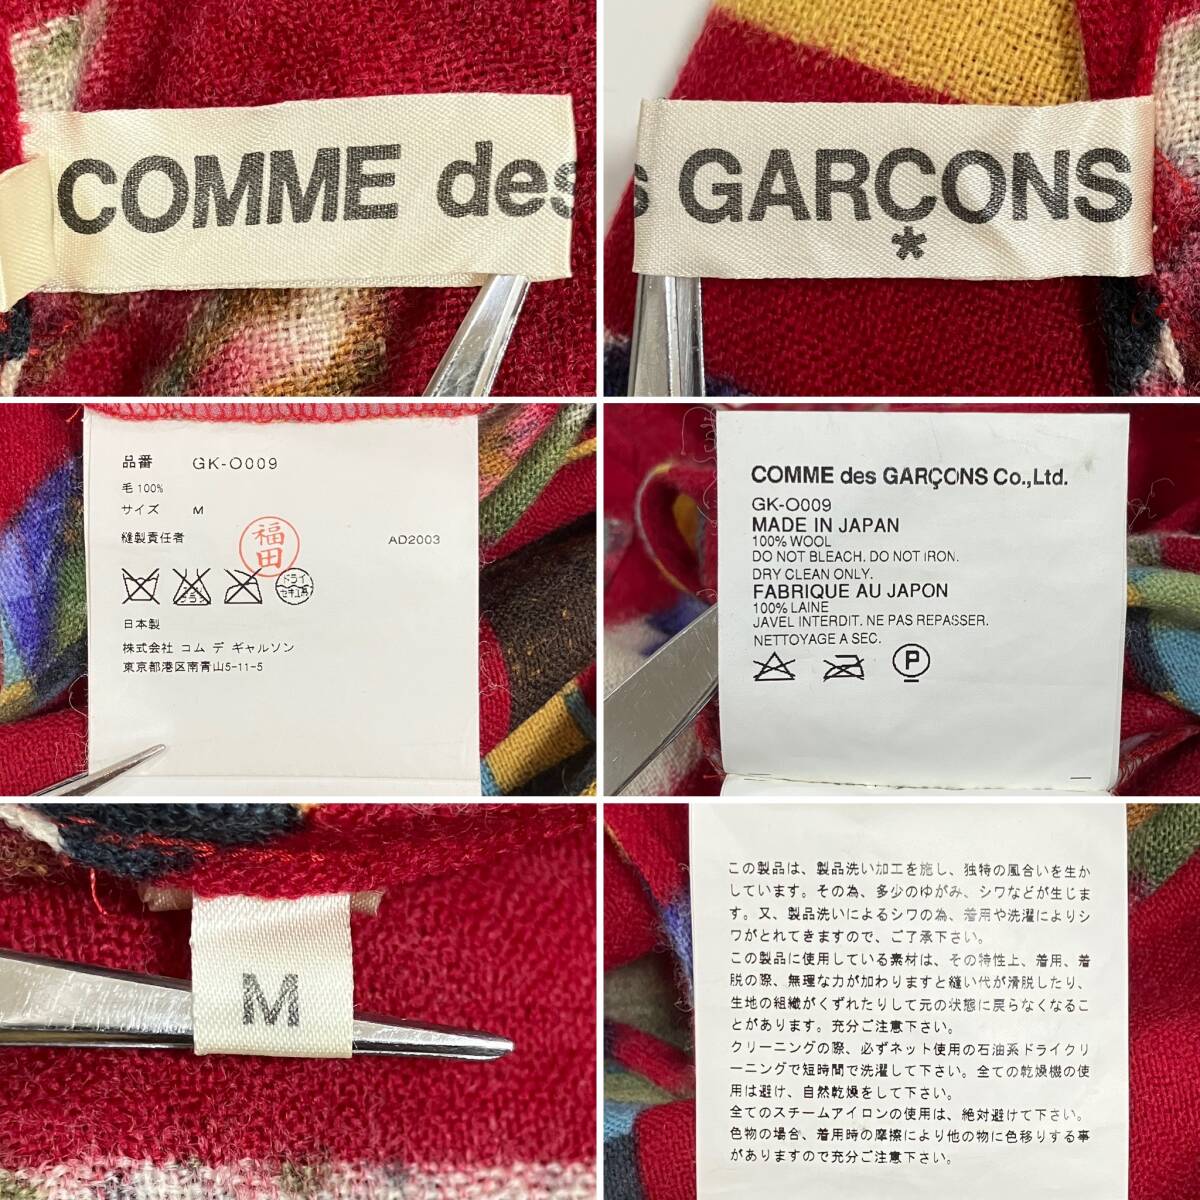 COMME des
GARÇONS
*
品番 GK-O009
毛100%
サイズ M
縫製責任者 福田 AD2003
ドライ
セキユ系
日本製
株式会社 コム デ ギャルソン
東京都港区南青山5-11-5
COMME des GARÇONS Co.,Ltd.
GK-O009
MADE IN JAPAN
100% WOOL
DO NOT BLEACH. DO NOT IRON.
DRY CLEAN ONLY.
FABRIQUE AU JAPON
100% LAINE
JAVEL INTERDIT. NE PAS REPASSER.
NETTOYAGE A SEC.
P
M
この製品は、製品洗い加工を施し、独特の風合いを生か
しています。その為、多少のゆがみ、シワなどが生じま
す。又、製品洗いによるシワの為、着用や洗濯によりシ
ワがとれてきますので、ご了承下さい。
この製品に使用している素材は、その特性上、着用、着
脱の際、無理な力が加わりますと縫い代が滑脱したり、
生地の組織がくずれたりして元の状態に戻らなくなるこ
とがあります。充分ご注意下さい。
クリーニングの際、必ずネット使用の石油系ドライクリ
ーニングで短時間で洗濯して下さい。全ての乾燥機の使
用は避け、自然乾燥をして下さい。
全てのスチームアイロンの使用は、絶対避けて下さい。
色物の場合、着用時の摩擦により他の物に色移りする事
がありますので充分ご注意下さい。